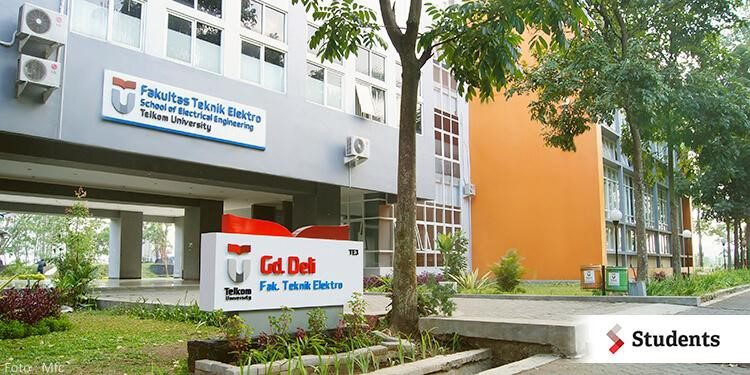 Fakultas Teknik Elektro
School of Electrical Engineering
Telkom University
TE3
Gd. Deli
Fak. Teknik Elektro
Telkom
University
Students
Foto : Mfc